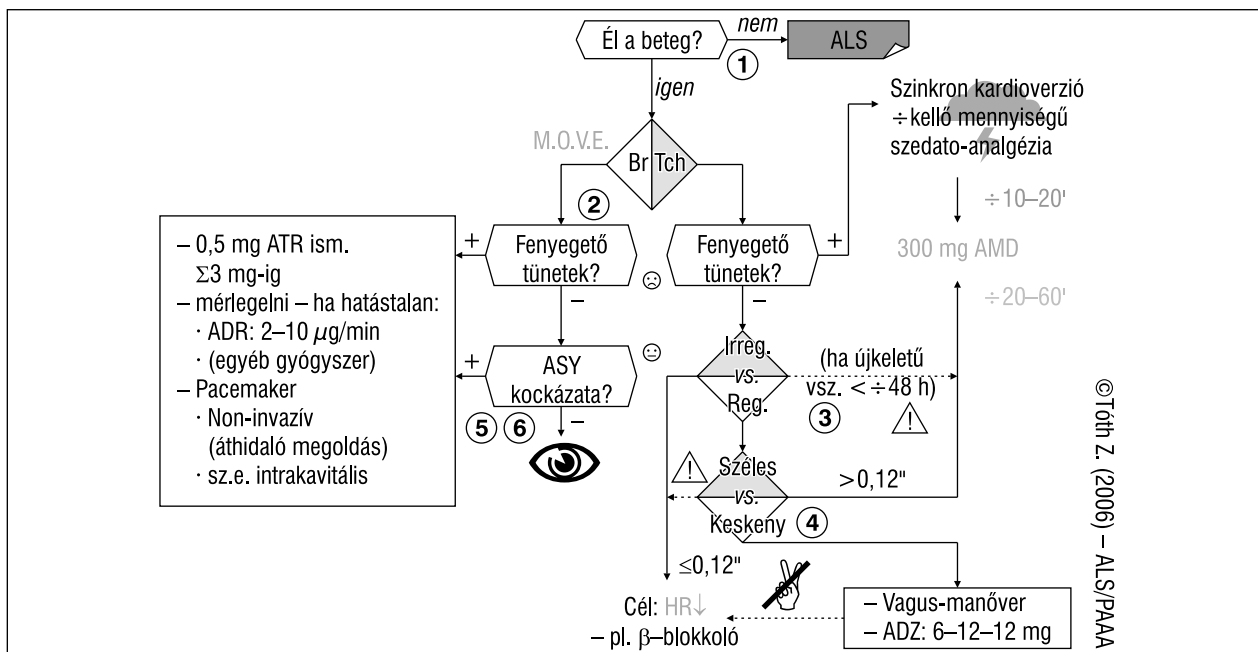 Él a beteg?
nem
ALS
1
igen
M.O.V.E.
Br Tch
Szinkron kardioverzió
÷kellő mennyiségű
szedato-analgézia
÷10–20'
300 mg AMD
÷20–60'
2
Fenyegető
tünetek?
+
–
Fenyegető
tünetek?
+
–
– 0,5 mg ATR ism.
Σ3 mg-ig
– mérlegelni – ha hatástalan:
· ADR: 2–10 µg/min
· (egyéb gyógyszer)
– Pacemaker
· Non-invazív
(áthidaló megoldás)
· sz.e. intrakavitális
ASY
kockázata?
+
–
5 6
Irreg.
vs.
Reg.
(ha újkeletű
vsz. <÷48 h)
3
!
!
Széles
vs.
Keskeny
>0,12"
4
≤0,12"
Cél: HR↓
– pl. β–blokkoló
– Vagus-manőver
– ADZ: 6–12–12 mg
©Tóth Z. (2006) – ALS/PAAA